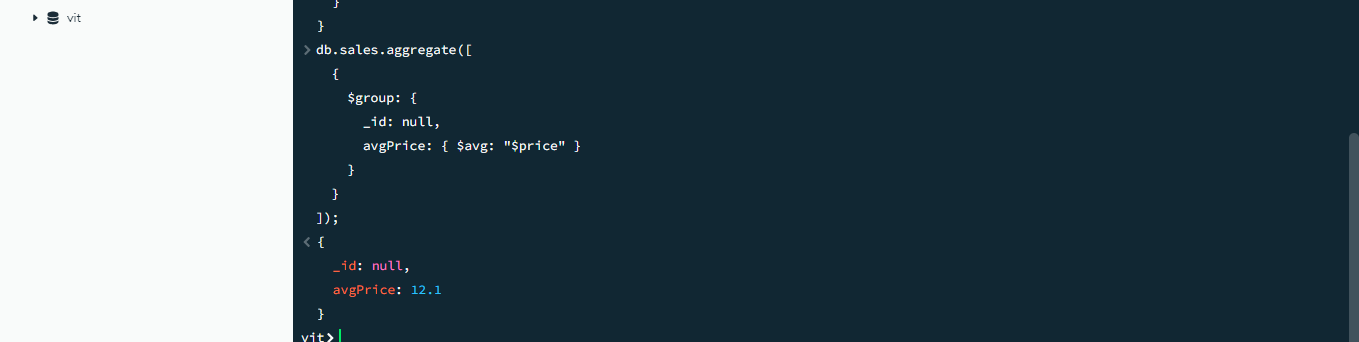 vit
}
}
db.sales.aggregate([
{
$group: {
_id: null,
avgPrice: { $avg: "$price" }
}
}
]);
{
_id: null,
avgPrice: 12.1
}
vit>